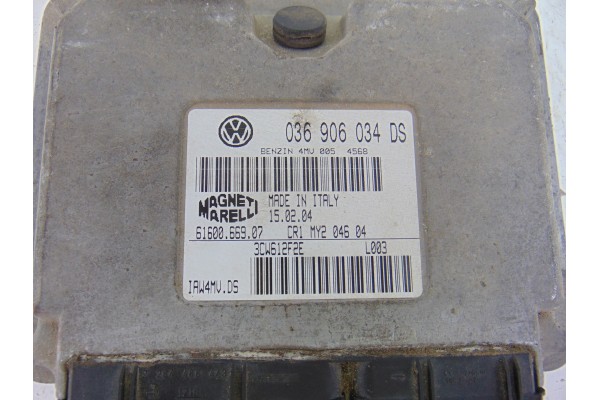 036 906 034 DS
BENZIN 4MV 005 4568
MAGNETI MARELLI
MADE IN ITALY
15.02.04
61600.669.07 CR1 MY2 046 04
3CW612F2E L003
IAW4MV.DS